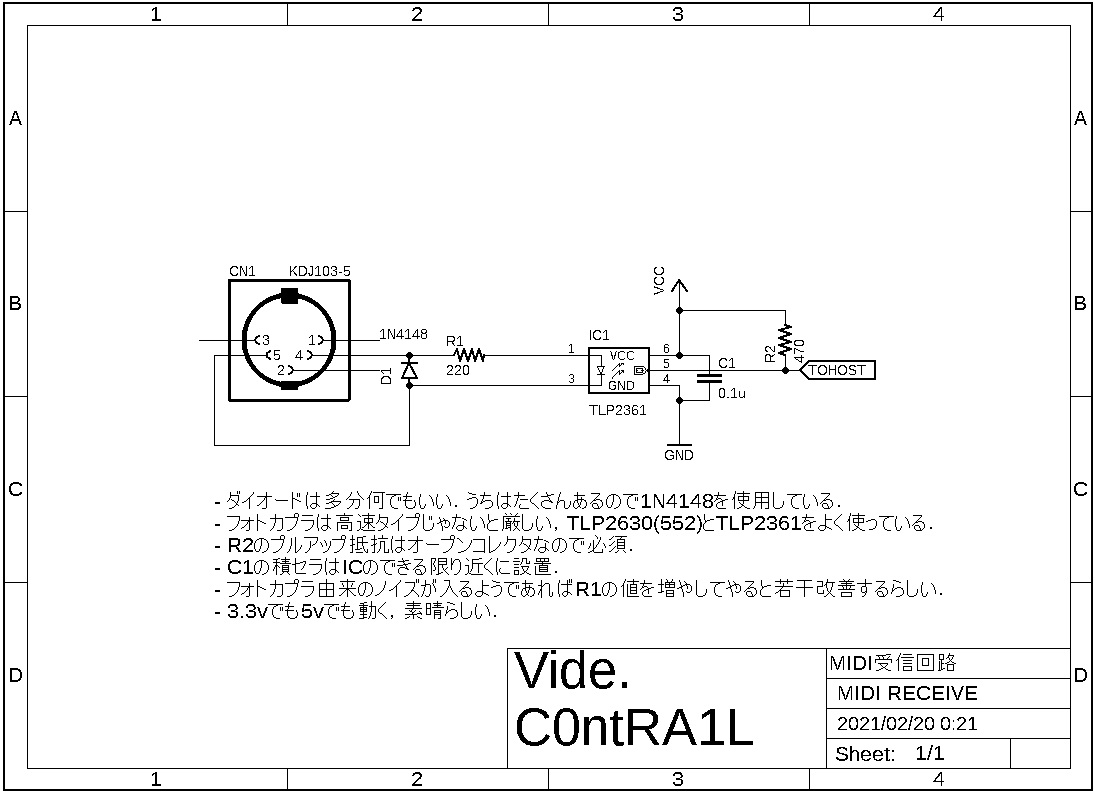 1 2 3 4
A A
B B
C C
D D
CN1 KDJ103-5
3 1
5 4
2
1N4148
D1
R1
220
IC1
1 VCC 6
5
3 GND 4
TLP2361
VCC
C1
0.1u
GND
R2
470
TOHOST
- ダイオードは多分何でもいい. うちはたくさんあるので1N4148を使用している.
- フォトカプラは高速タイプじゃないと厳しい, TLP2630(552)とTLP2361をよく使っている.
- R2のプルアップ抵抗はオープンコレクタなので必須.
- C1の積セラはICのできる限り近くに設置.
- フォトカプラ由来のノイズが入るようであればR1の値を増やしてやると若干改善するらしい.
- 3.3vでも5vでも動く, 素晴らしい.
Vide.
C0ntRA1L
MIDI受信回路
MIDI RECEIVE
2021/02/20 0:21
Sheet: 1/1
1 2 3 4